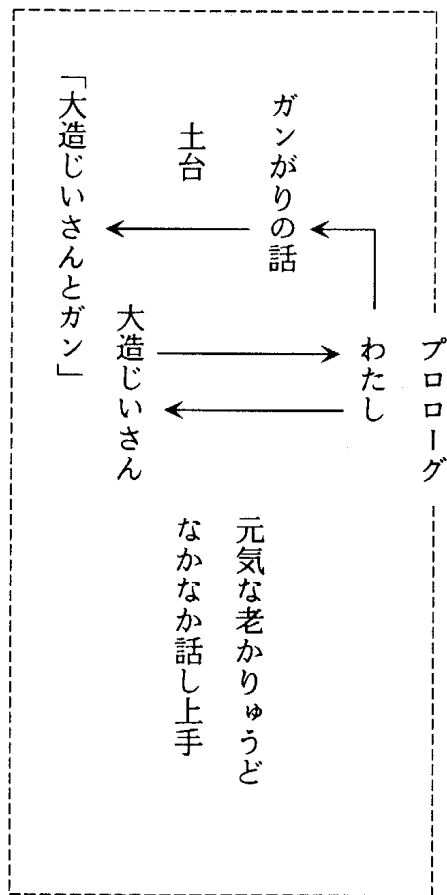 プロローグ
わたし
ガンがりの話
土台
「大造じいさんとガン」
大造じいさん
元気な老かりゅうど
なかなか話し上手